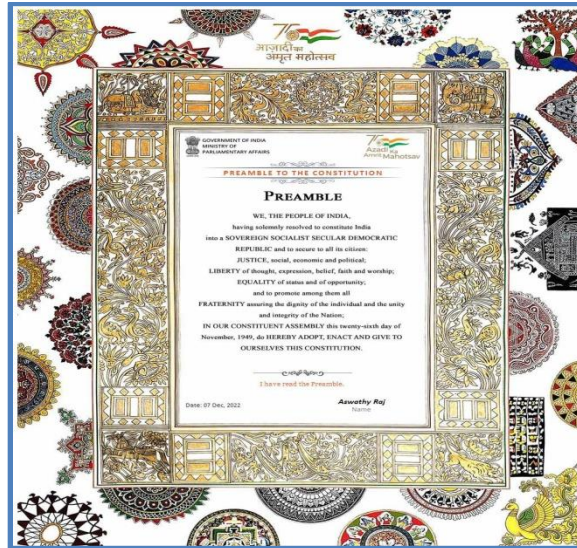 75
आज़ादी का
अमृत महोत्सव
GOVERNMENT OF INDIA
MINISTRY OF
PARLIAMENTARY AFFAIRS
75
Azadi Ka
Amrit Mahotsav
PREAMBLE TO THE CONSTITUTION
PREAMBLE
WE, THE PEOPLE OF INDIA,
having solemnly resolved to constitute India
into a SOVEREIGN SOCIALIST SECULAR DEMOCRATIC
REPUBLIC and to secure to all its citizen:
JUSTICE, social, economic and political;
LIBERTY of thought, expression, belief, faith and worship;
EQUALITY of status and of opportunity;
and to promote among them all
FRATERNITY assuring the dignity of the individual and the unity
and integrity of the Nation;
IN OUR CONSTITUENT ASSEMBLY this twenty-sixth day of
November, 1949, do HEREBY ADOPT, ENACT AND GIVE TO
OURSELVES THIS CONSTITUTION.
I have read the Preamble.
Date: 07 Dec, 2022
Aswathy Raj
Name